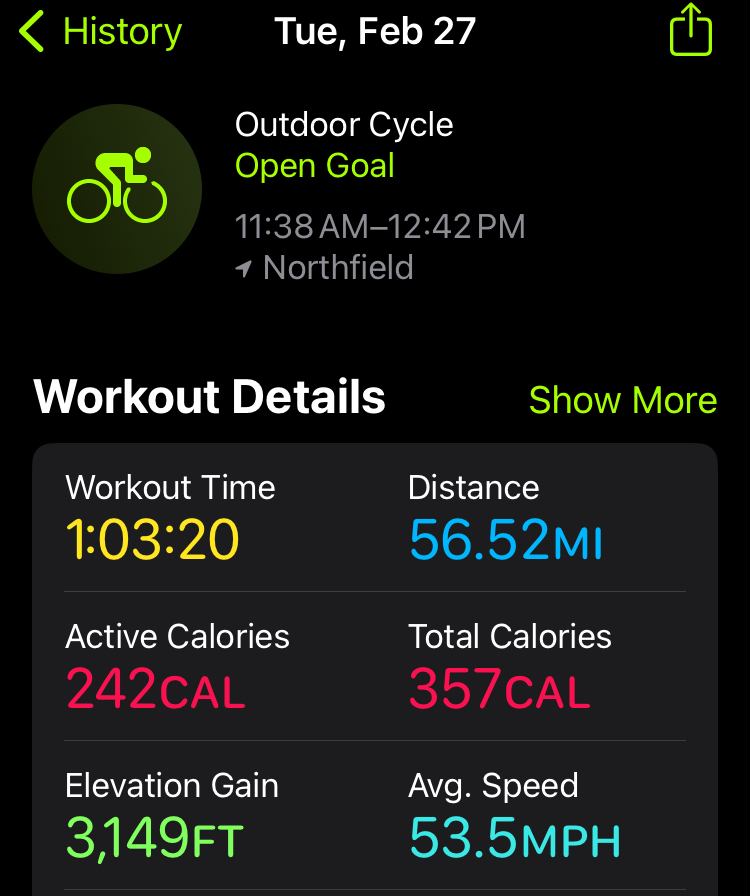 History
Tue, Feb 27
Outdoor Cycle
Open Goal
11:38 AM–12:42 PM
Northfield
Workout Details
Show More
Workout Time
Distance
1:03:20
56.52MI
Active Calories
Total Calories
242CAL
357CAL
Elevation Gain
Avg. Speed
3,149FT
53.5MPH